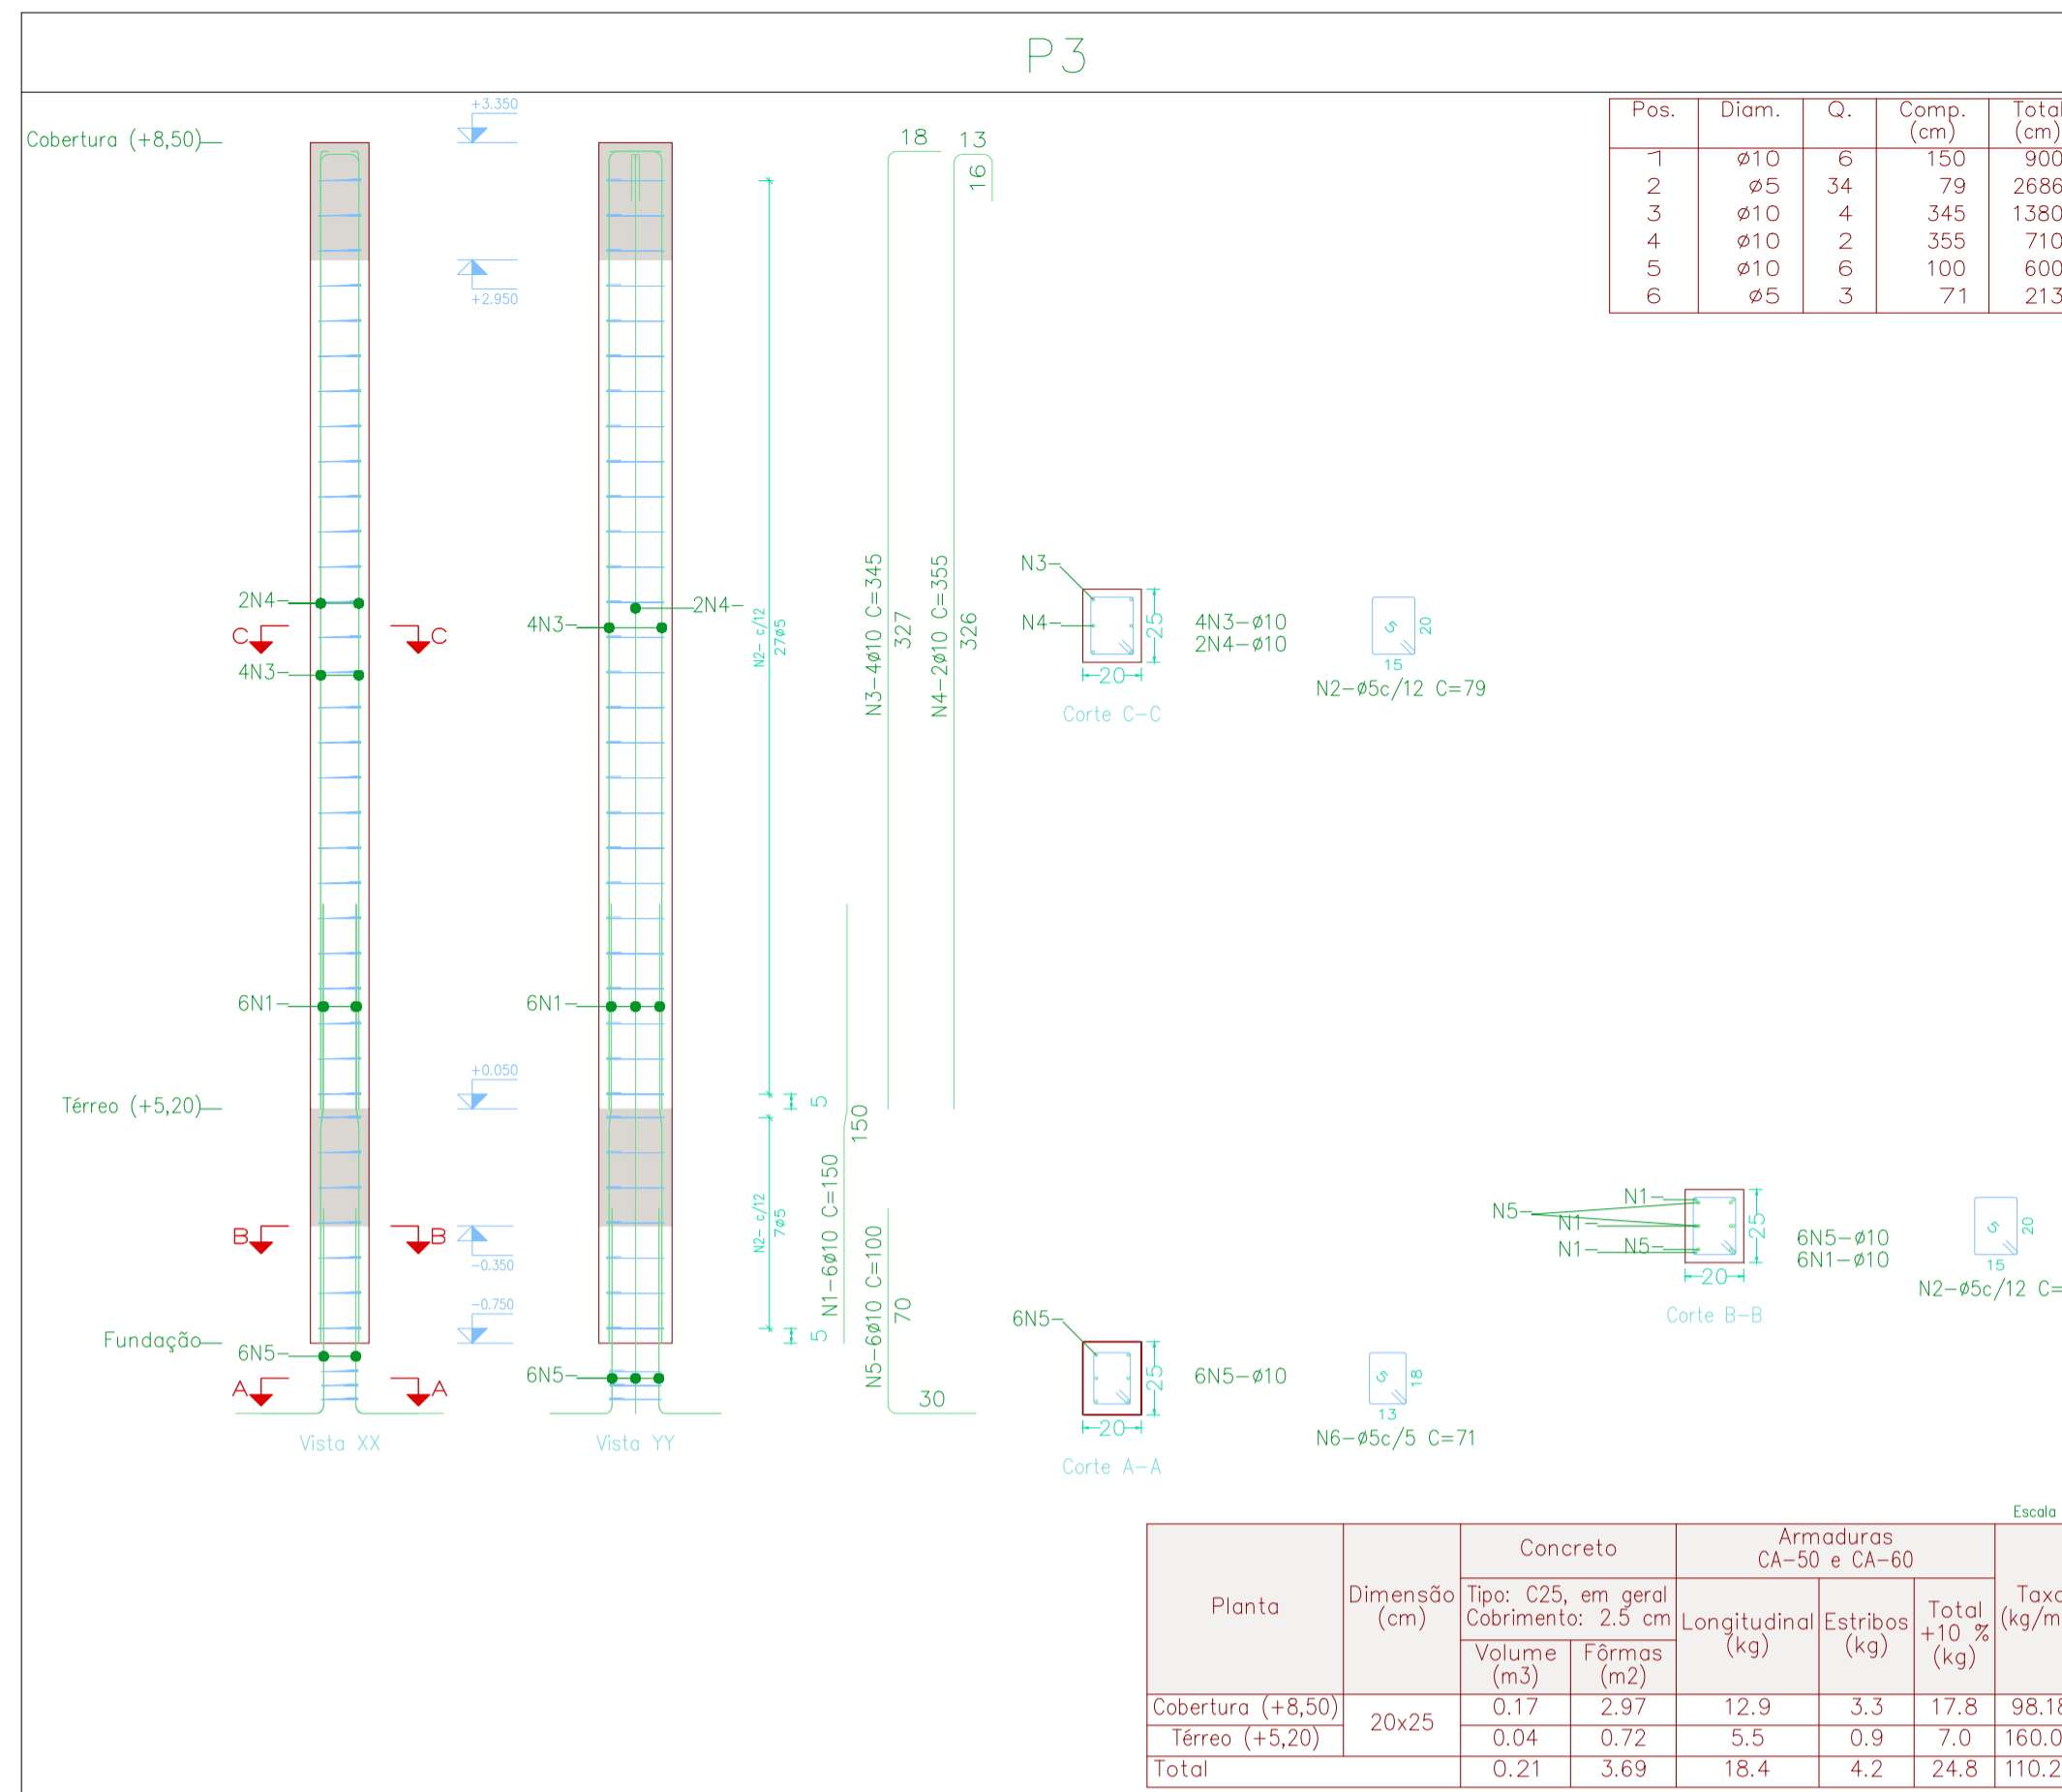 P3
Cobertura (+8,50)
+3.350
+2.950
2N4
C
C
4N3
6N1
Térreo (+5,20)
+0.050
B
B
-0.350
-0.750
Fundação
6N5
A
A
Vista XX
2N4
4N3
6N1
6N5
Vista YY
N2- c/12
27ø5
5
N2- c/12
7ø5
5
N1-6ø10 C=150
150
18
N3-4ø10 C=345
327
13
16
N4-2ø10 C=355
326
N5-6ø10 C=100
70
30
N3
N4
25
20
4N3-ø10
2N4-ø10
Corte C-C
5
20
15
N2-ø5c/12 C=79
N5
N1
N1
N1
N5
25
20
6N5-ø10
6N1-ø10
Corte B-B
5
20
15
N2-ø5c/12 C=
6N5
25
20
6N5-ø10
Corte A-A
5
18
13
N6-ø5c/5 C=71
Pos. Diam. Q. Comp. (cm) Total (cm)
1 ø10 6 150 900
2 ø5 34 79 2686
3 ø10 4 345 1380
4 ø10 2 355 710
5 ø10 6 100 600
6 ø5 3 71 213
Escala
Planta
Dimensão (cm)
Concreto
Tipo: C25, em geral
Cobrimento: 2.5 cm
Volume (m3)
Fôrmas (m2)
Armaduras
CA-50 e CA-60
Longitudinal (kg)
Estribos (kg)
Total +10 % (kg)
Cobertura (+8,50) 20x25 0.17 2.97 12.9 3.3 17.8 98.18
Térreo (+5,20) 0.04 0.72 5.5 0.9 7.0 160.0
Total 0.21 3.69 18.4 4.2 24.8 110.2